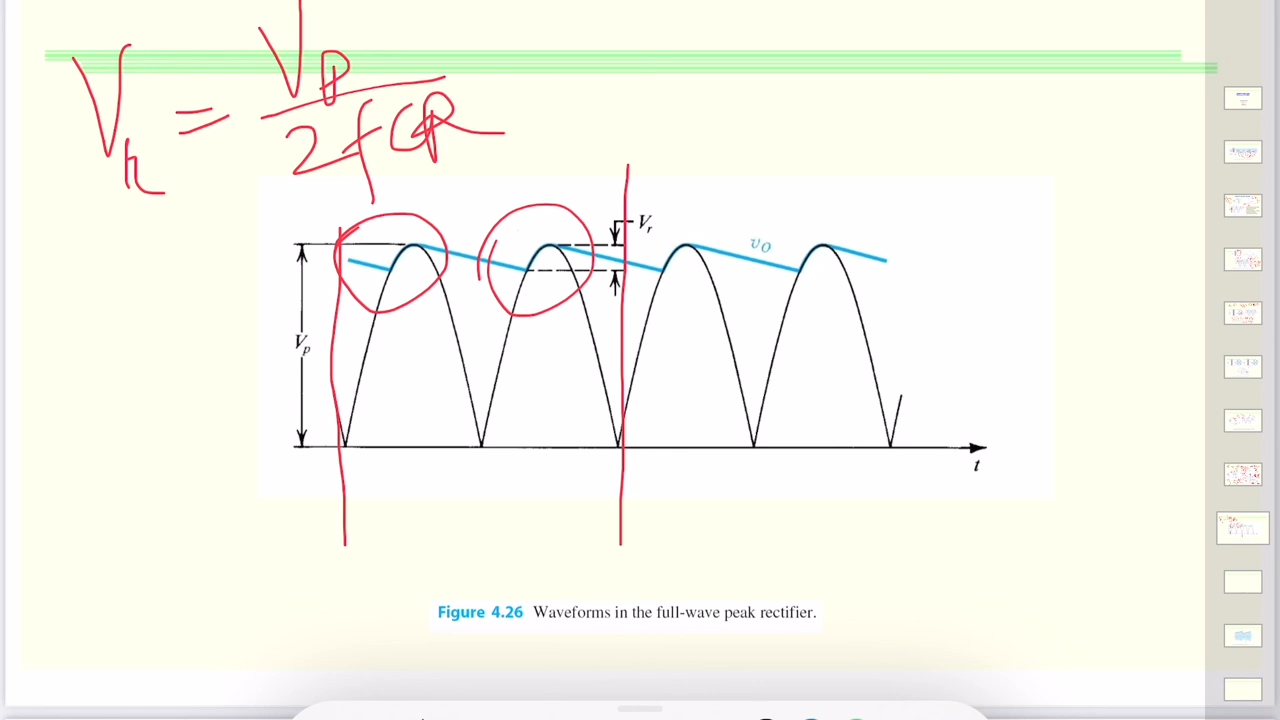 Vr = Vp / 2fCR
Vr
vO
Vp
t
Figure 4.26 Waveforms in the full-wave peak rectifier.